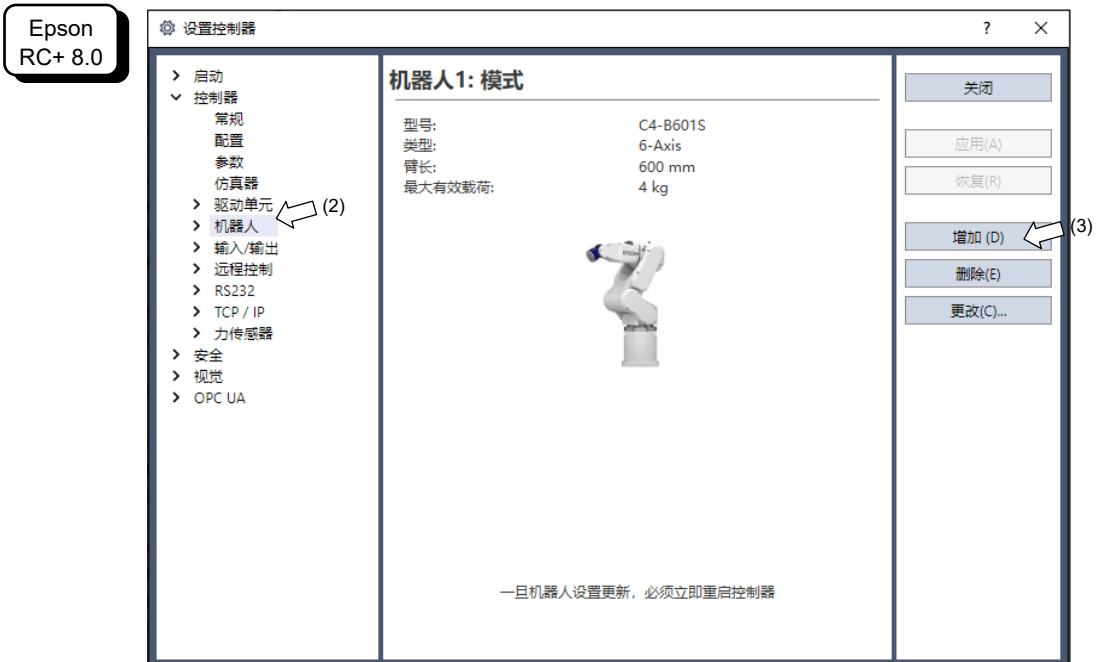 Epson
RC+ 8.0
设置控制器
?
启动
控制器
常规
配置
参数
仿真器
驱动单元
(2)
机器人
输入/输出
远程控制
RS232
TCP / IP
力传感器
安全
视觉
OPC UA
机器人1: 模式
型号: C4-B601S
类型: 6-Axis
臂长: 600 mm
最大有效载荷: 4 kg
EPSON
一旦机器人设置更新，必须立即重启控制器
关闭
应用(A)
恢复(R)
增加 (D)
(3)
删除(E)
更改(C)...